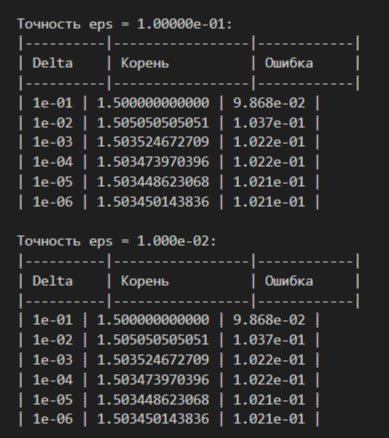 Точность eps = 1.00000e-01:
|----------|-----------------|------------|
| Delta    | Корень          | Ошибка     |
|----------|-----------------|------------|
| 1e-01 | 1.500000000000 | 9.868e-02 |
| 1e-02 | 1.505050505051 | 1.037e-01 |
| 1e-03 | 1.503524672709 | 1.022e-01 |
| 1e-04 | 1.503473970396 | 1.022e-01 |
| 1e-05 | 1.503448623068 | 1.021e-01 |
| 1e-06 | 1.503450143836 | 1.021e-01 |
Точность eps = 1.000e-02:
|----------|-----------------|------------|
| Delta    | Корень          | Ошибка     |
|----------|-----------------|------------|
| 1e-01 | 1.500000000000 | 9.868e-02 |
| 1e-02 | 1.505050505051 | 1.037e-01 |
| 1e-03 | 1.503524672709 | 1.022e-01 |
| 1e-04 | 1.503473970396 | 1.022e-01 |
| 1e-05 | 1.503448623068 | 1.021e-01 |
| 1e-06 | 1.503450143836 | 1.021e-01 |